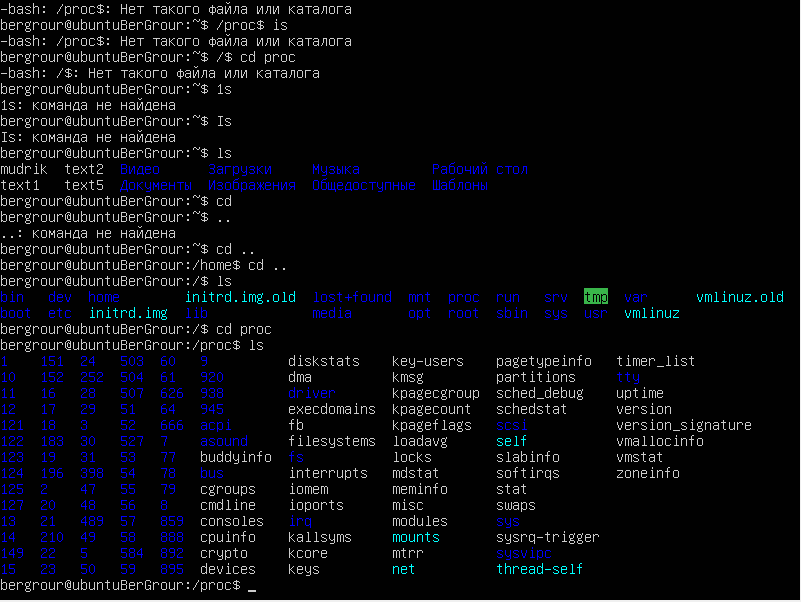 -bash: /proc$: Нет такого файла или каталога
bergrour@ubuntuBerGrour:~$ /proc$ is
-bash: /proc$: Нет такого файла или каталога
bergrour@ubuntuBerGrour:~$ /$ cd proc
-bash: /$: Нет такого файла или каталога
bergrour@ubuntuBerGrour:~$ 1s
1s: команда не найдена
bergrour@ubuntuBerGrour:~$ Is
Is: команда не найдена
bergrour@ubuntuBerGrour:~$ ls
mudrik text2 Видео Загрузки Музыка Рабочий стол
text1 text5 Документы Изображения Общедоступные Шаблоны
bergrour@ubuntuBerGrour:~$ cd
bergrour@ubuntuBerGrour:~$ ..
..: команда не найдена
bergrour@ubuntuBerGrour:~$ cd ..
bergrour@ubuntuBerGrour:/home$ cd ..
bergrour@ubuntuBerGrour:/$ ls
bin dev home initrd.img.old lost+found mnt proc run srv tmp var vmlinuz.old
boot etc initrd.img lib media opt root sbin sys usr vmlinuz
bergrour@ubuntuBerGrour:/$ cd proc
bergrour@ubuntuBerGrour:/proc$ ls
1 151 24 503 60 9 diskstats key-users pagetypeinfo timer_list
10 152 252 504 61 920 dma kmsg partitions tty
11 16 28 507 626 938 driver kpagecgroup sched_debug uptime
12 17 29 51 64 945 execdomains kpagecount schedstat version
121 18 3 52 666 acpi fb kpageflags scsi version_signature
122 183 30 527 7 asound filesystems loadavg self vmallocinfo
123 19 31 53 77 buddyinfo fs locks slabinfo vmstat
124 196 398 54 78 bus interrupts mdstat softirqs zoneinfo
125 2 47 55 79 cgroups iomem meminfo stat
127 20 48 56 8 cmdline ioports misc swaps
13 21 489 57 859 consoles irq modules sys
14 210 49 58 888 cpuinfo kallsyms mounts sysrq-trigger
149 22 5 584 892 crypto kcore mtrr sysvipc
15 23 50 59 895 devices keys net thread-self
bergrour@ubuntuBerGrour:/proc$ _